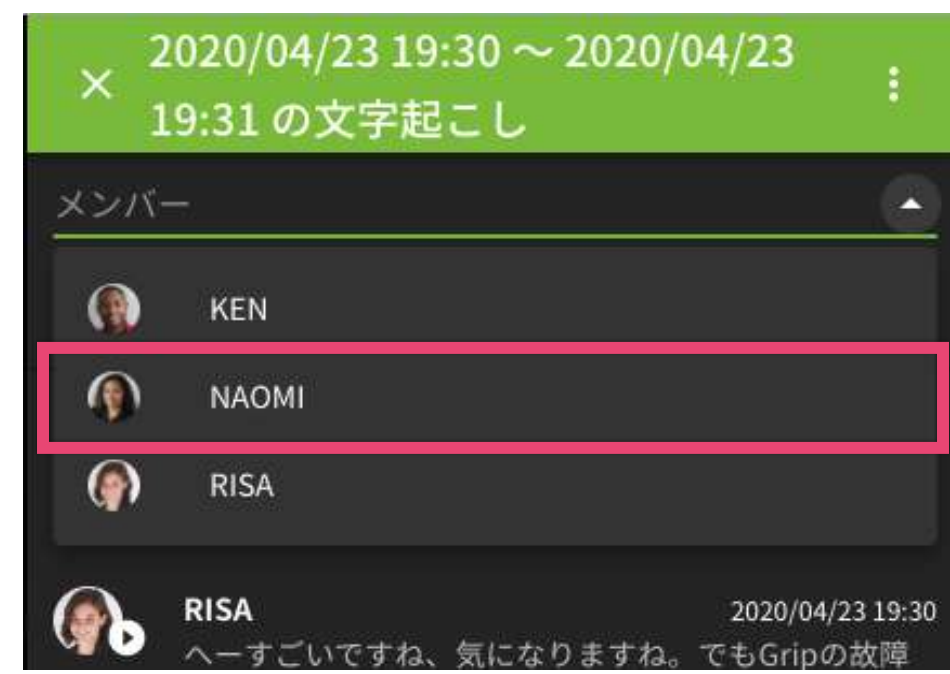 2020/04/23 19:30 ～ 2020/04/23
19:31 の文字起こし
メンバー
KEN
NAOMI
RISA
RISA
2020/04/23 19:30
へーすごいですね、気になりますね。でもGripの故障